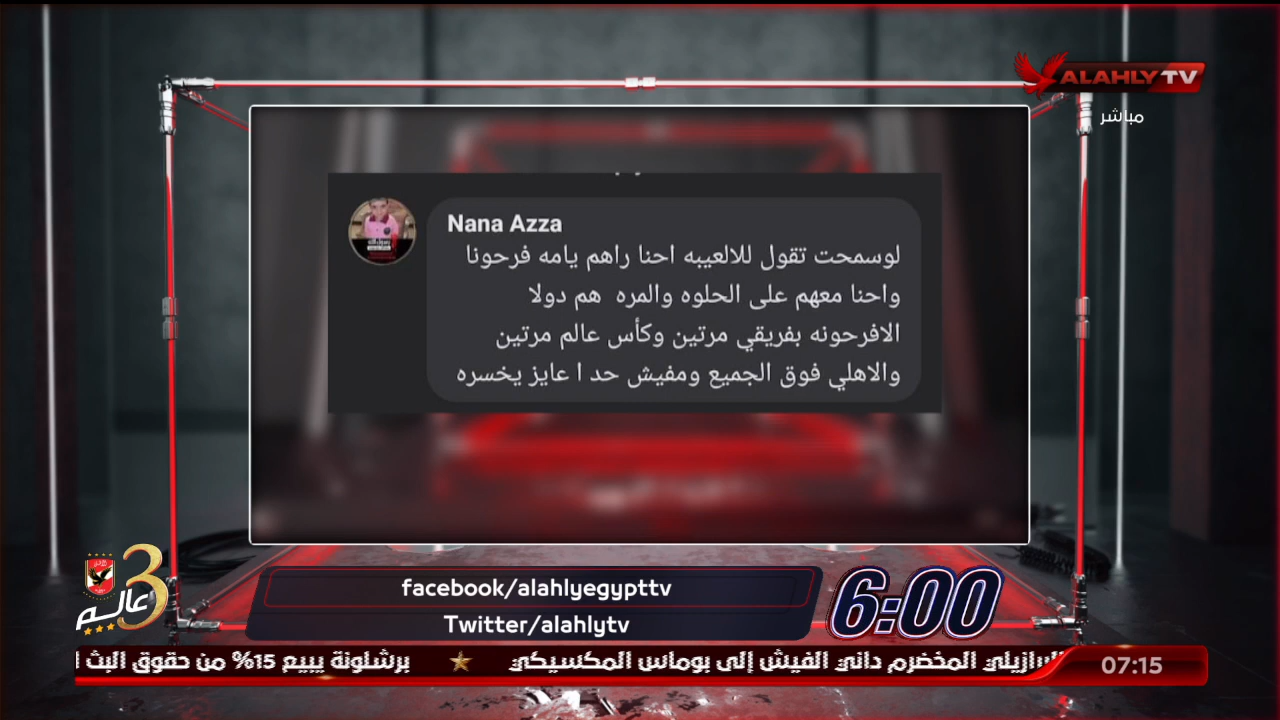 ALAHLY TV
مباشر
Nana Azza
لوسمحت تقول للالعيبه احنا راهم يامه فرحونا
واحنا معهم على الحلوه والمره هم دولا
الافرحونه بفريقي مرتين وكأس عالم مرتين
والاهلي فوق الجميع ومفيش حد ا عايز يخسره
3
عالم
facebook/alahlyegypttv
Twitter/alahlytv
6:00
البرازيلي المخضرم داني الفيش إلى بوماس المكسيكي
برشلونة يبيع 15% من حقوق البث ا
07:15